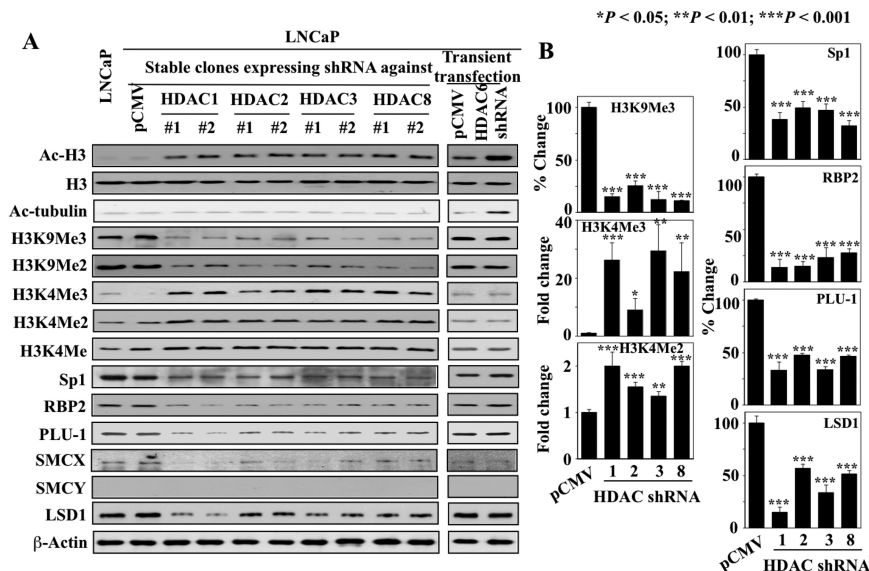 *P < 0.05; **P < 0.01; ***P < 0.001
A
LNCaP
LNCaP
Stable clones expressing shRNA against
Transient
transfection
pCMV
HDAC1
HDAC2
HDAC3
HDAC8
pCMV
HDAC6
shRNA
#1 #2 #1 #2 #1 #2 #1 #2
Ac-H3
H3
Ac-tubulin
H3K9Me3
H3K9Me2
H3K4Me3
H3K4Me2
H3K4Me
Sp1
RBP2
PLU-1
SMCX
SMCY
LSD1
β-Actin
B
H3K9Me3
% Change
100
75
50
25
0
*** *** *** ***
H3K4Me3
Fold change
40
20
0
*** * ** **
H3K4Me2
Fold change
2
1
0
*** *** ** ***
pCMV 1 2 3 8
HDAC shRNA
% Change
Sp1
100
50
0
*** *** *** ***
RBP2
100
50
0
*** *** *** ***
PLU-1
100
50
0
*** *** *** ***
LSD1
100
50
0
*** *** *** ***
pCMV 1 2 3 8
HDAC shRNA